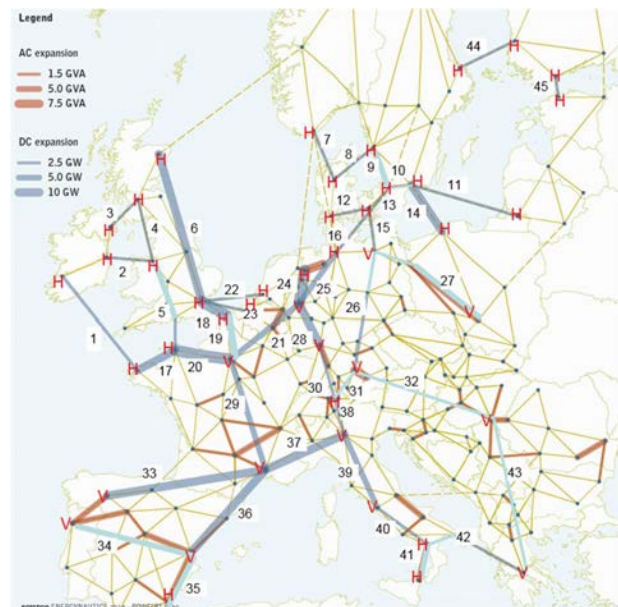 Legend
AC expansion
1.5 GVA
5.0 GVA
7.5 GVA
DC expansion
2.5 GW
5.0 GW
10 GW
44
H
H
H
45
H
H
7
H
8
9
H
10
H
H
11
H
3
H
H
4
6
12
H
H
13
14
H
2
H
H
15
16
H
V
H
5
22
H
24
H
25
26
27
V
H
18
H
23
H
V
1
17
H
20
19
V
21
28
V
H
29
30
31
V
32
H
38
V
37
V
V
43
33
V
V
39
36
V
40
34
V
41
H
42
H
35
V
H